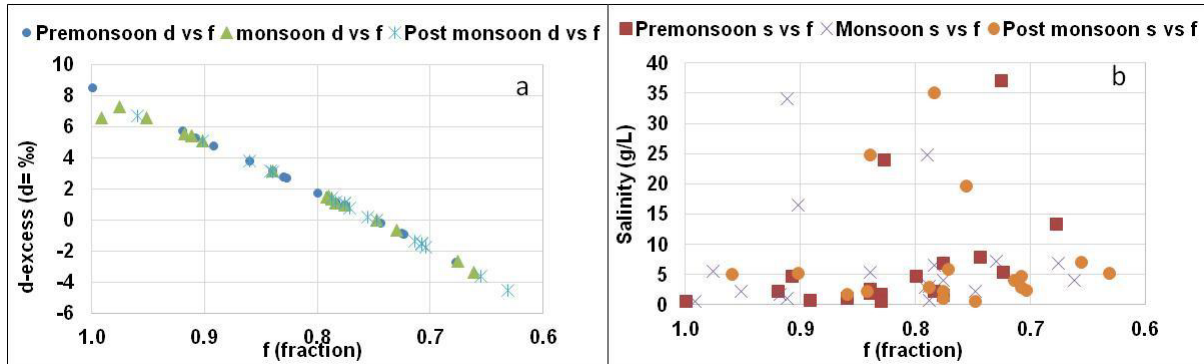 Premonsoon d vs f monsoon d vs f Post monsoon d vs f
a
10
8
6
4
2
0
-2
-4
-6
d-excess (d= ‰)
1.0 0.9 0.8 0.7 0.6
f (fraction)
Premonsoon s vs f Monsoon s vs f Post monsoon s vs f
b
40
35
30
25
20
15
10
5
0
Salinity (g/L)
1.0 0.9 0.8 0.7 0.6
f (fraction)